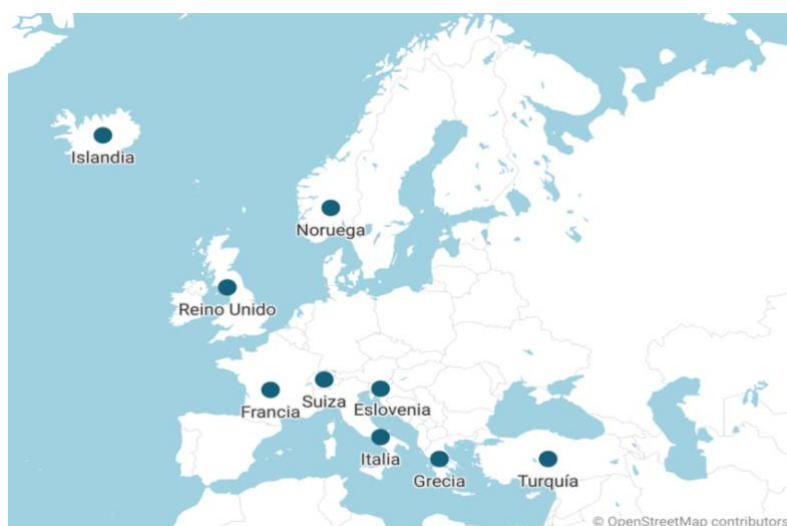 Islandia
Noruega
Reino Unido
Suiza
Francia
Eslovenia
Italia
Grecia
Turquía
© OpenStreetMap contributors